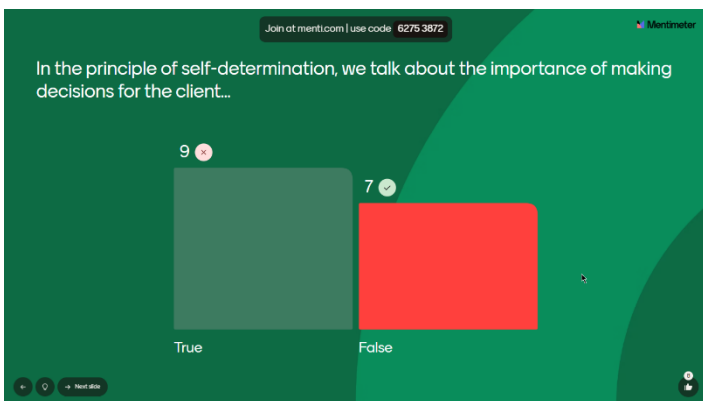 Join at menti.com | use code 6275 3872
Mentimeter
In the principle of self-determination, we talk about the importance of making
decisions for the client...
9
7
True
False
Next slide
0